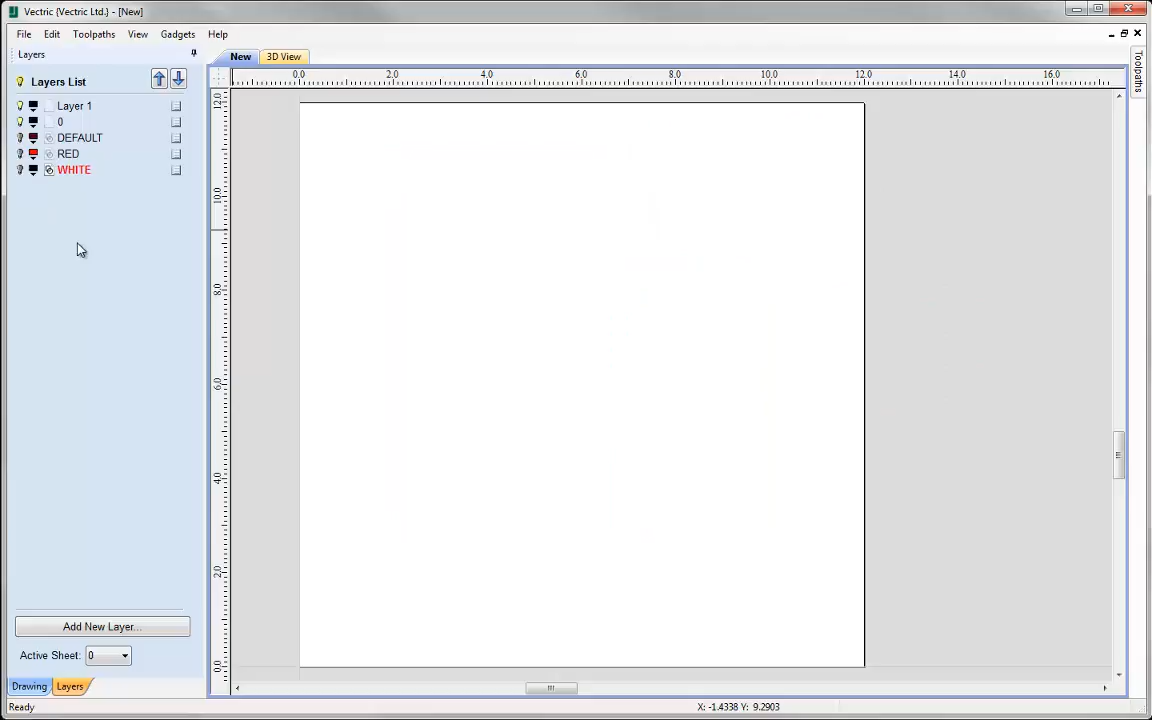 Vectric {Vectric Ltd.} - [New]
File Edit Toolpaths View Gadgets Help
Layers
New 3D View
Toolpaths
Layers List
0.0 2.0 4.0 6.0 8.0 10.0 12.0 14.0 16.0
12.0
10.0
8.0
6.0
4.0
2.0
0.0
Layer 1
0
DEFAULT
RED
WHITE
Add New Layer...
Active Sheet: 0
Drawing Layers
Ready
X: -1.4338 Y: 9.2903